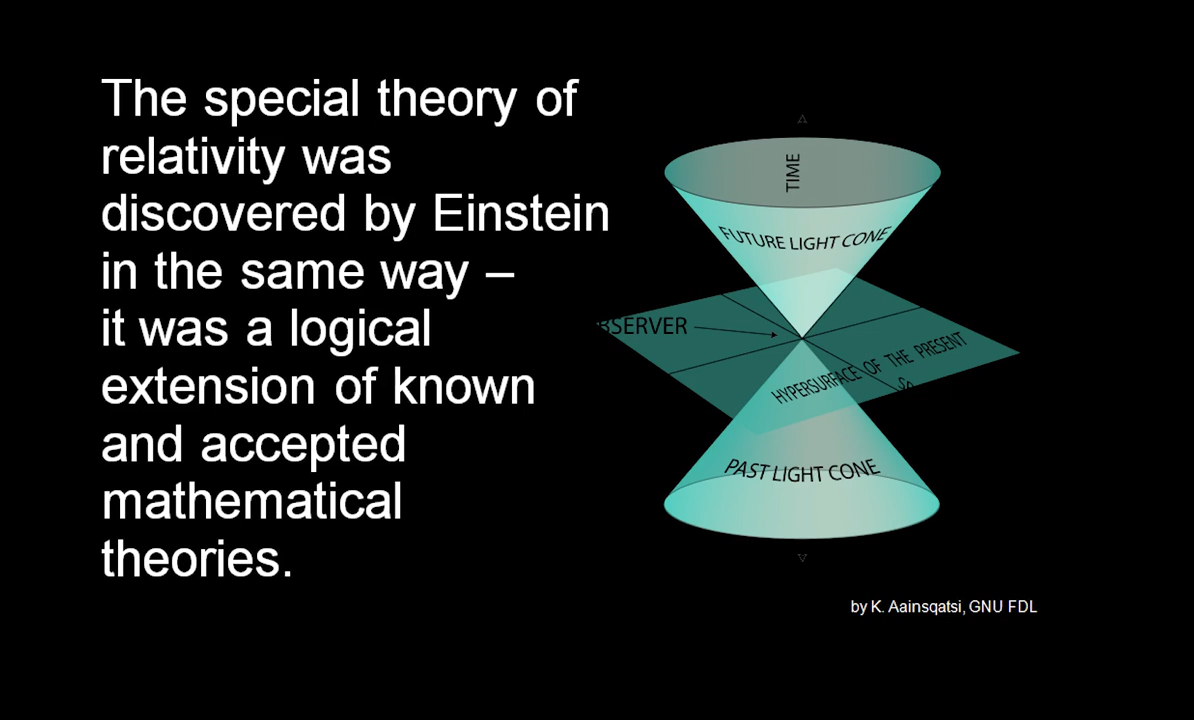 The special theory of
relativity was
discovered by Einstein
in the same way –
it was a logical
extension of known
and accepted
mathematical
theories.
TIME
FUTURE LIGHT CONE
BSERVER
HYPERSURFACE OF THE PRESENT
PAST LIGHT CONE
by K. Aainsqatsi, GNU FDL